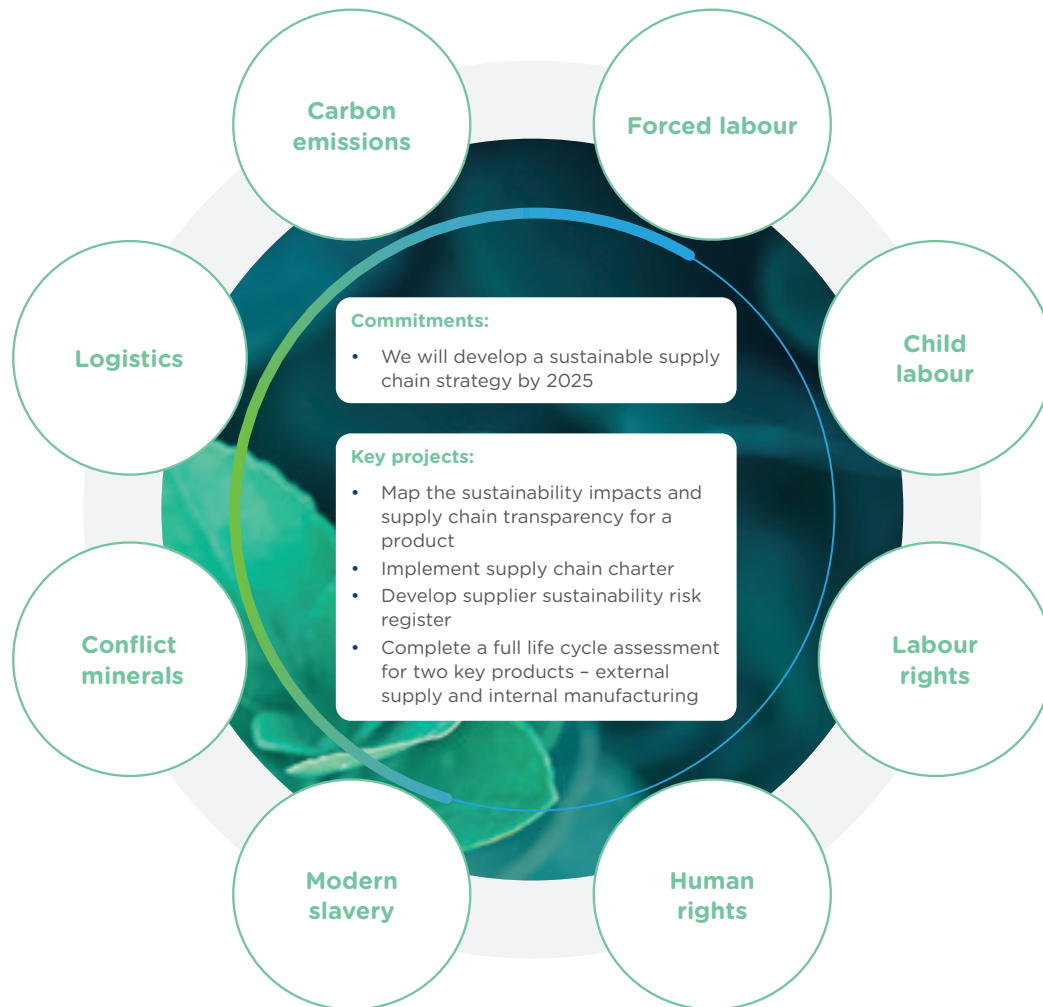 Carbon
emissions
Forced labour
Logistics
Child
labour
Commitments:
• We will develop a sustainable supply
chain strategy by 2025
Key projects:
• Map the sustainability impacts and
supply chain transparency for a
product
• Implement supply chain charter
• Develop supplier sustainability risk
register
• Complete a full life cycle assessment
for two key products – external
supply and internal manufacturing
Conflict
minerals
Labour
rights
Modern
slavery
Human
rights